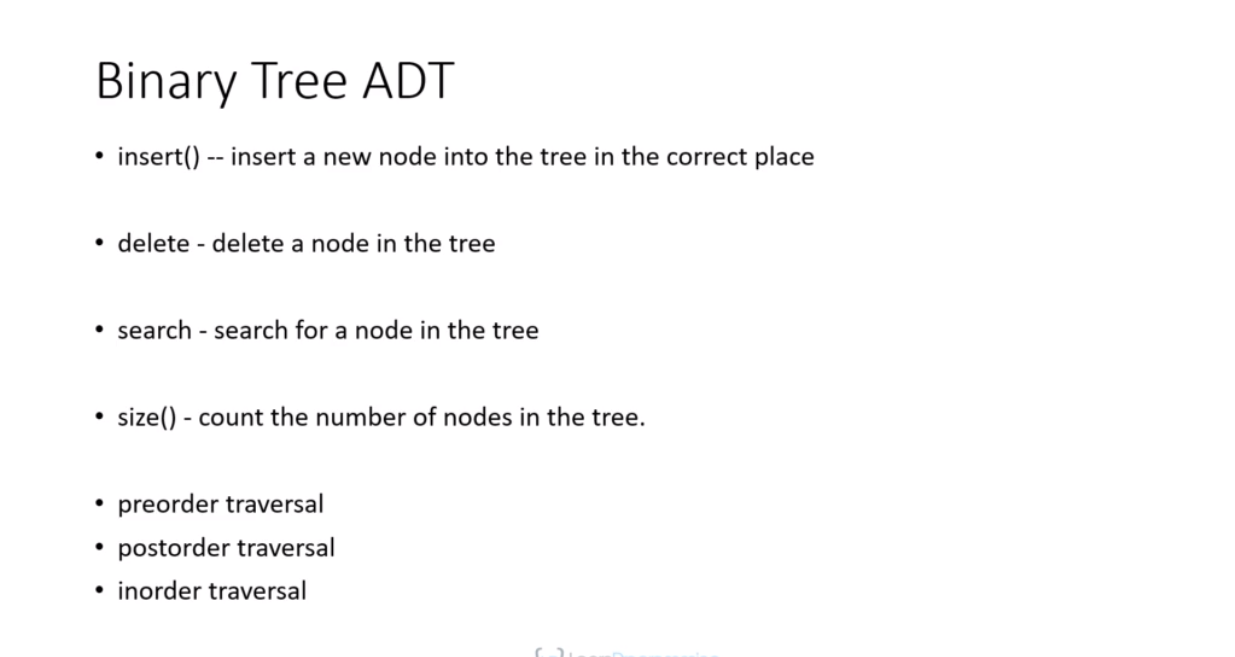 Binary Tree ADT
• insert() -- insert a new node into the tree in the correct place
• delete - delete a node in the tree
• search - search for a node in the tree
• size() - count the number of nodes in the tree.
• preorder traversal
• postorder traversal
• inorder traversal